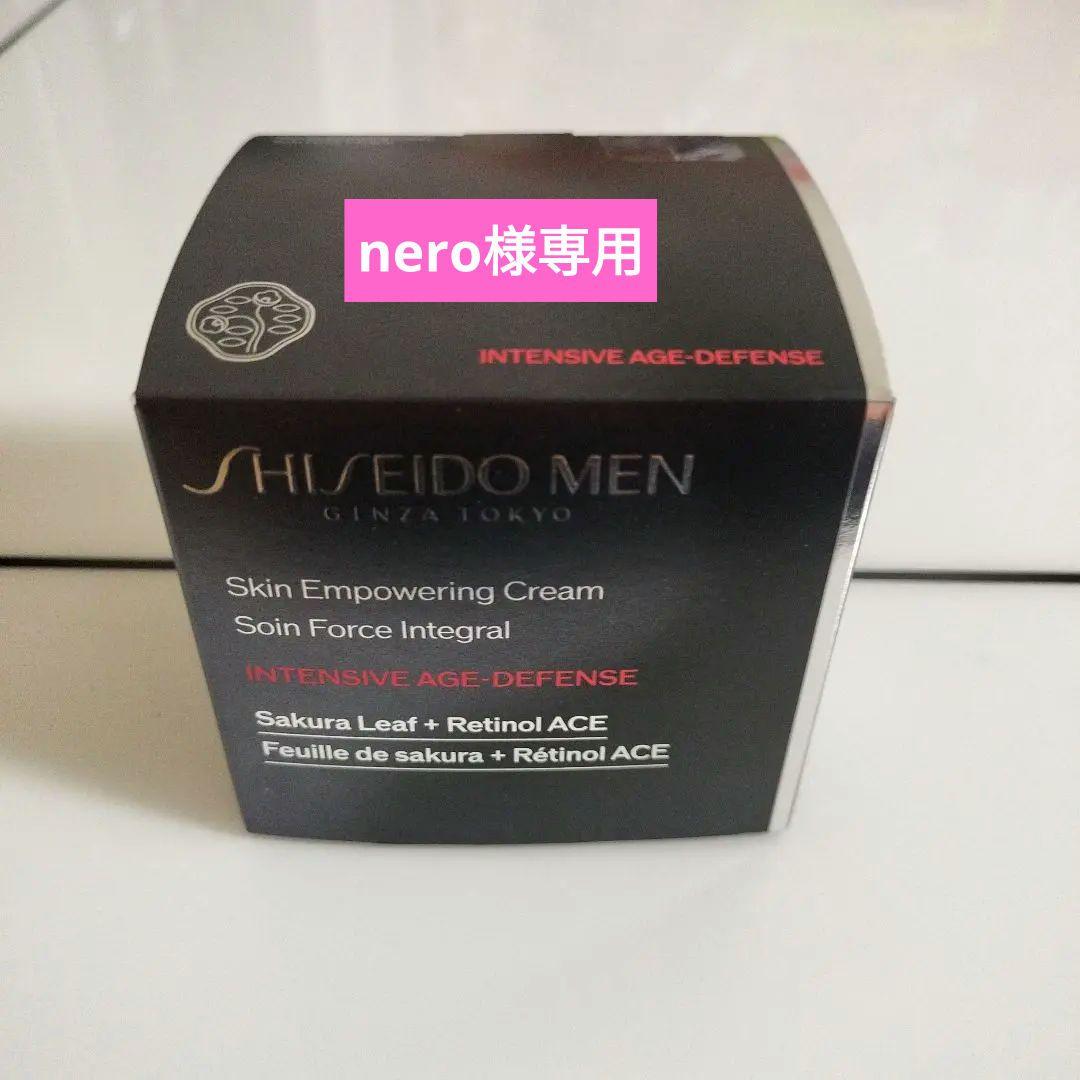 nero様専用
INTENSIVE AGE-DEFENSE
SHISEIDO MEN
GINZA TOKYO
Skin Empowering Cream
Soin Force Integral
INTENSIVE AGE-DEFENSE
Sakura Leaf + Retinol ACE
Feuille de sakura + Rétinol ACE